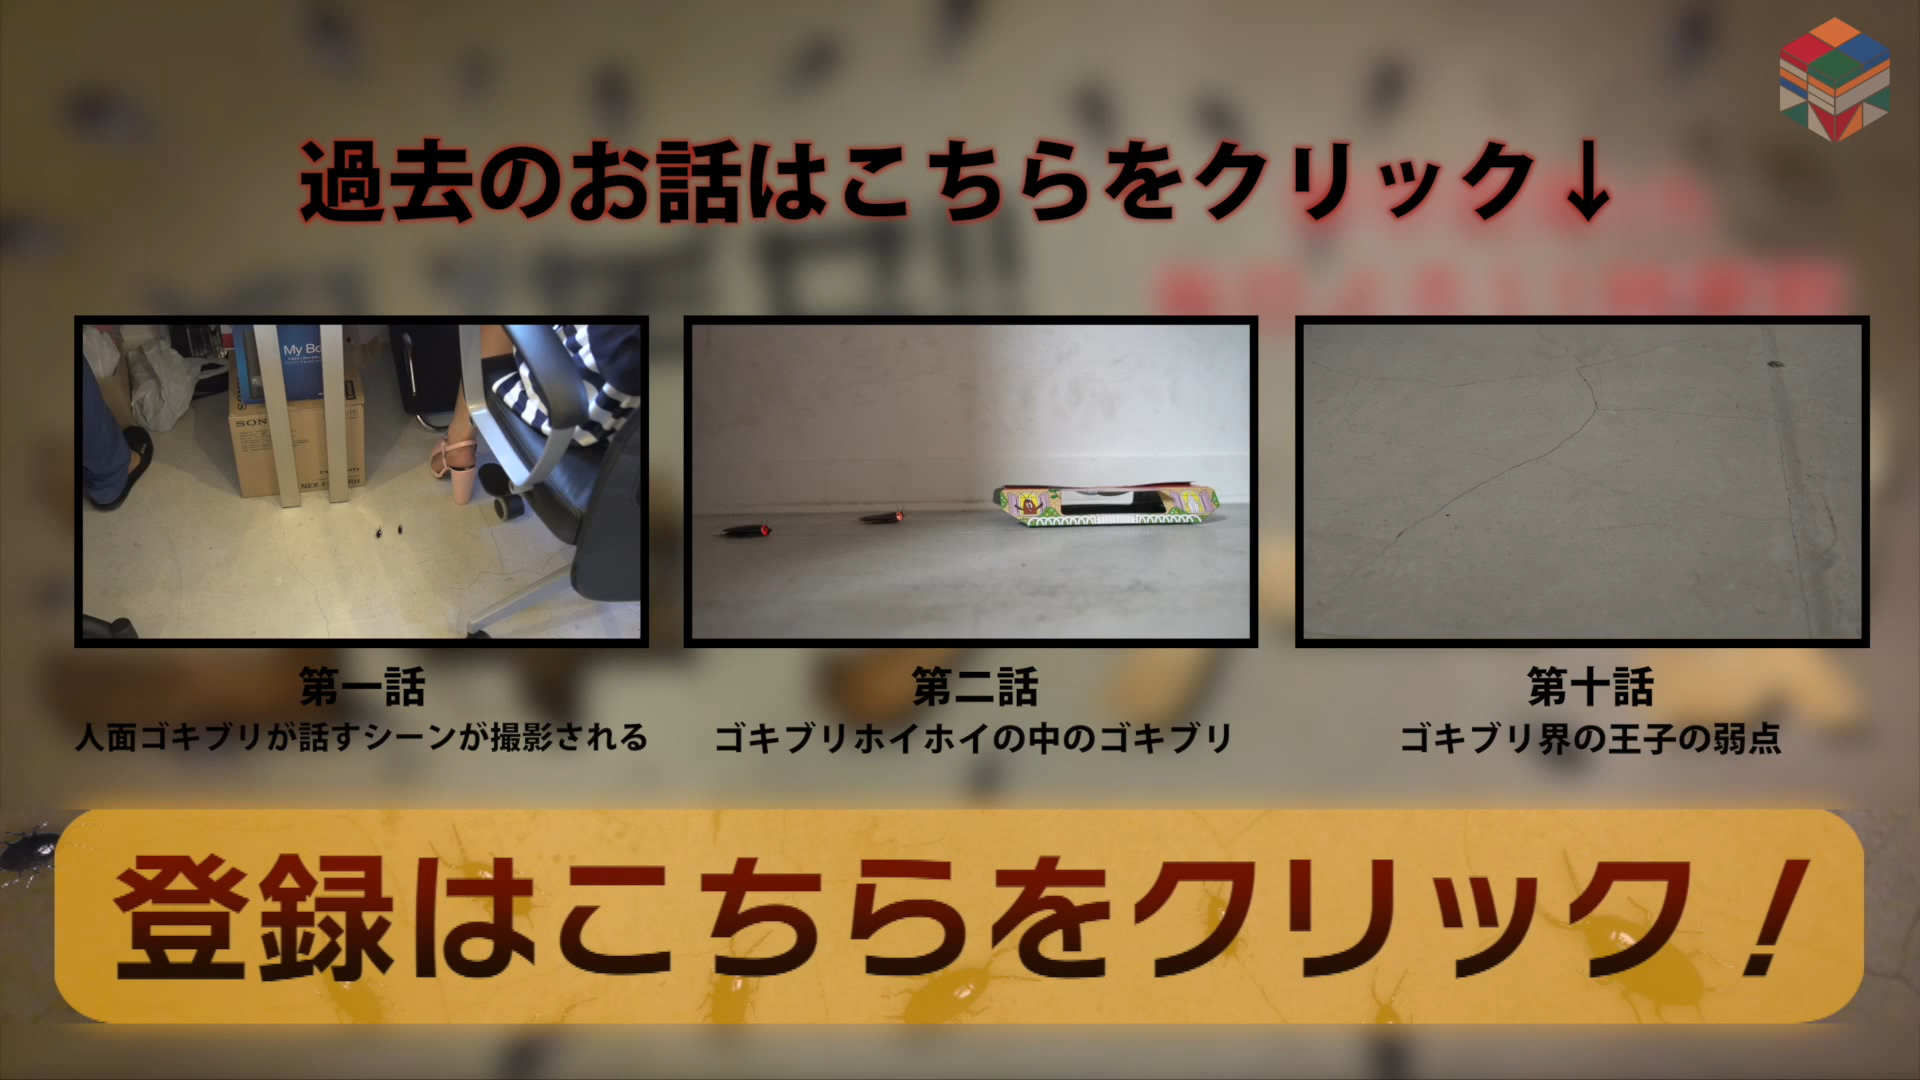 過去のお話はこちらをクリック↓
My Bo
SON
第一話
人面ゴキブリが話すシーンが撮影される
第二話
ゴキブリホイホイの中のゴキブリ
第十話
ゴキブリ界の王子の弱点
登録はこちらをクリック！